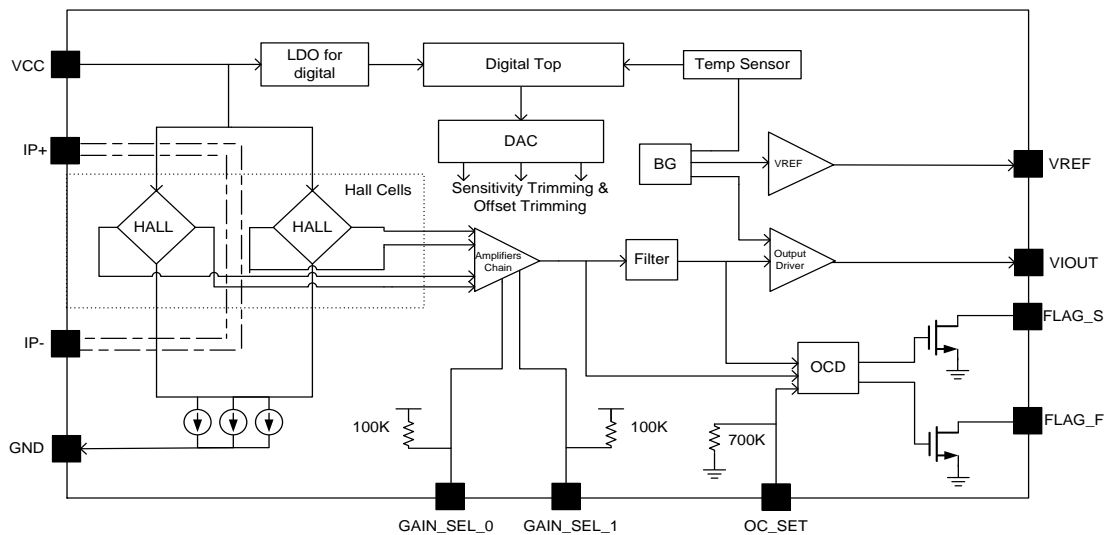 VCC
LDO for
digital
Digital Top
Temp Sensor
IP+
DAC
BG
VREF
VREF
Hall Cells
Sensitivity Trimming &
Offset Trimming
HALL
HALL
Amplifiers
Chain
Filter
Output
Driver
VIOUT
FLAG_S
IP-
OCD
GND
100K
100K
700K
FLAG_F
GAIN_SEL_0
GAIN_SEL_1
OC_SET